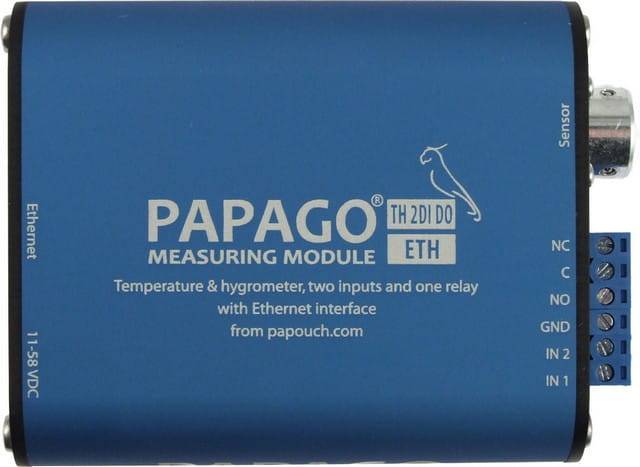 Sensor
PAPAGO® TH 2DI DO
MEASURING MODULE ETH
Temperature & hygrometer, two inputs and one relay
with Ethernet interface
from papouch.com
Ethernet
11-58 VDC
NC
C
NO
GND
IN 2
IN 1